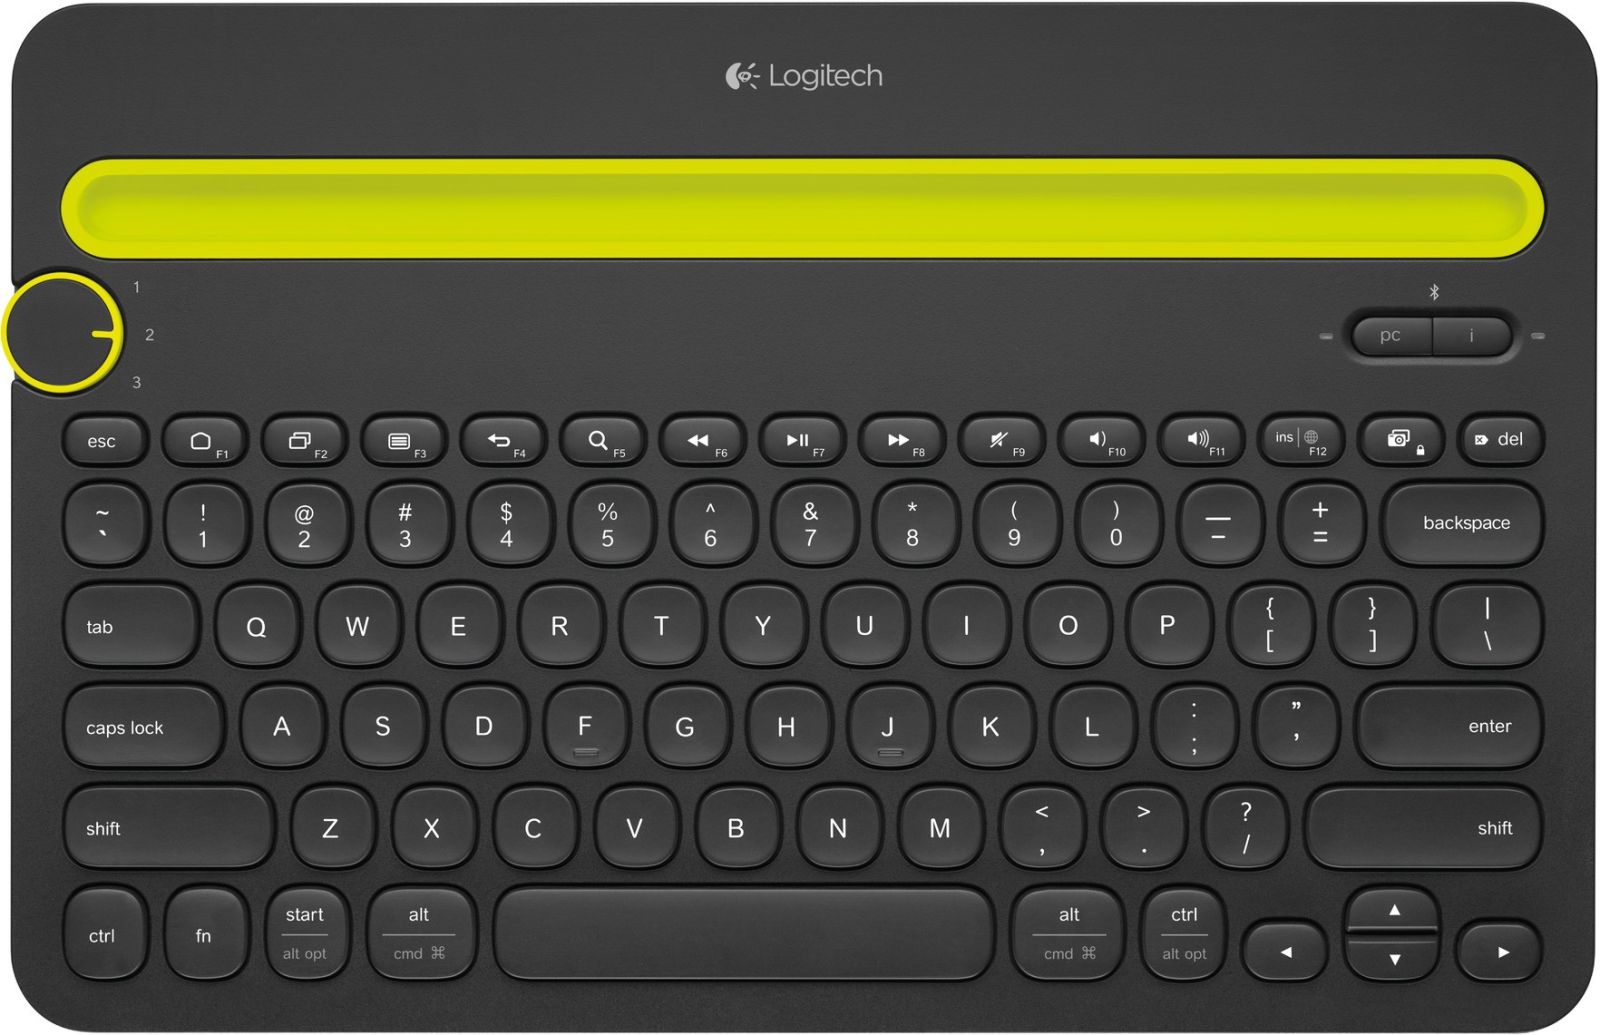 Logitech
1
2
3
pc i
esc F1 F2 F3 F4 F5 F6 F7 F8 F9 F10 F11 ins | F12 del
~ ! @ # $ % ^ & * ( ) — +
` 1 2 3 4 5 6 7 8 9 0 - = backspace
tab Q W E R T Y U I O P { } |
[ ] \
caps lock A S D F G H J K L : ” enter
; ’
shift Z X C V B N M < > ? shift
, . /
ctrl fn start alt alt ctrl
alt opt cmd ⌘ cmd ⌘ alt opt